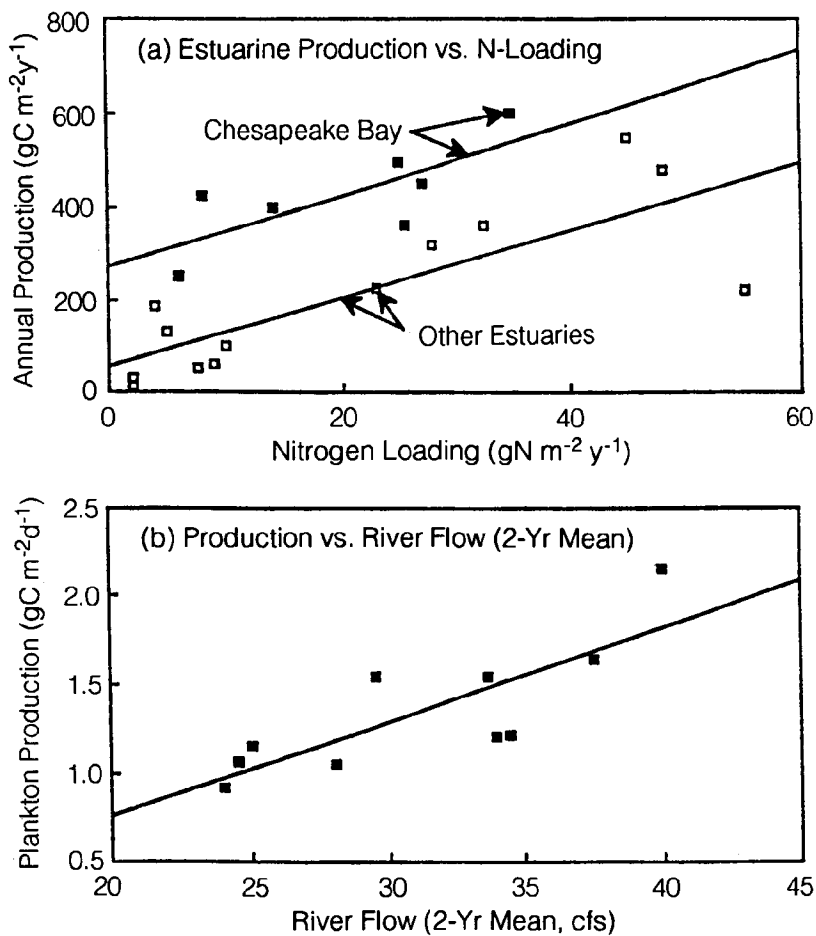 (a) Estuarine Production vs. N-Loading
Annual Production (gC m-2y-1)
800
600
400
200
0
Chesapeake Bay
Other Estuaries
0 20 40 60
Nitrogen Loading (gN m-2 y-1)
(b) Production vs. River Flow (2-Yr Mean)
Plankton Production (gC m-2d-1)
2.5
2.0
1.5
1.0
0.5
20 25 30 35 40 45
River Flow (2-Yr Mean, cfs)